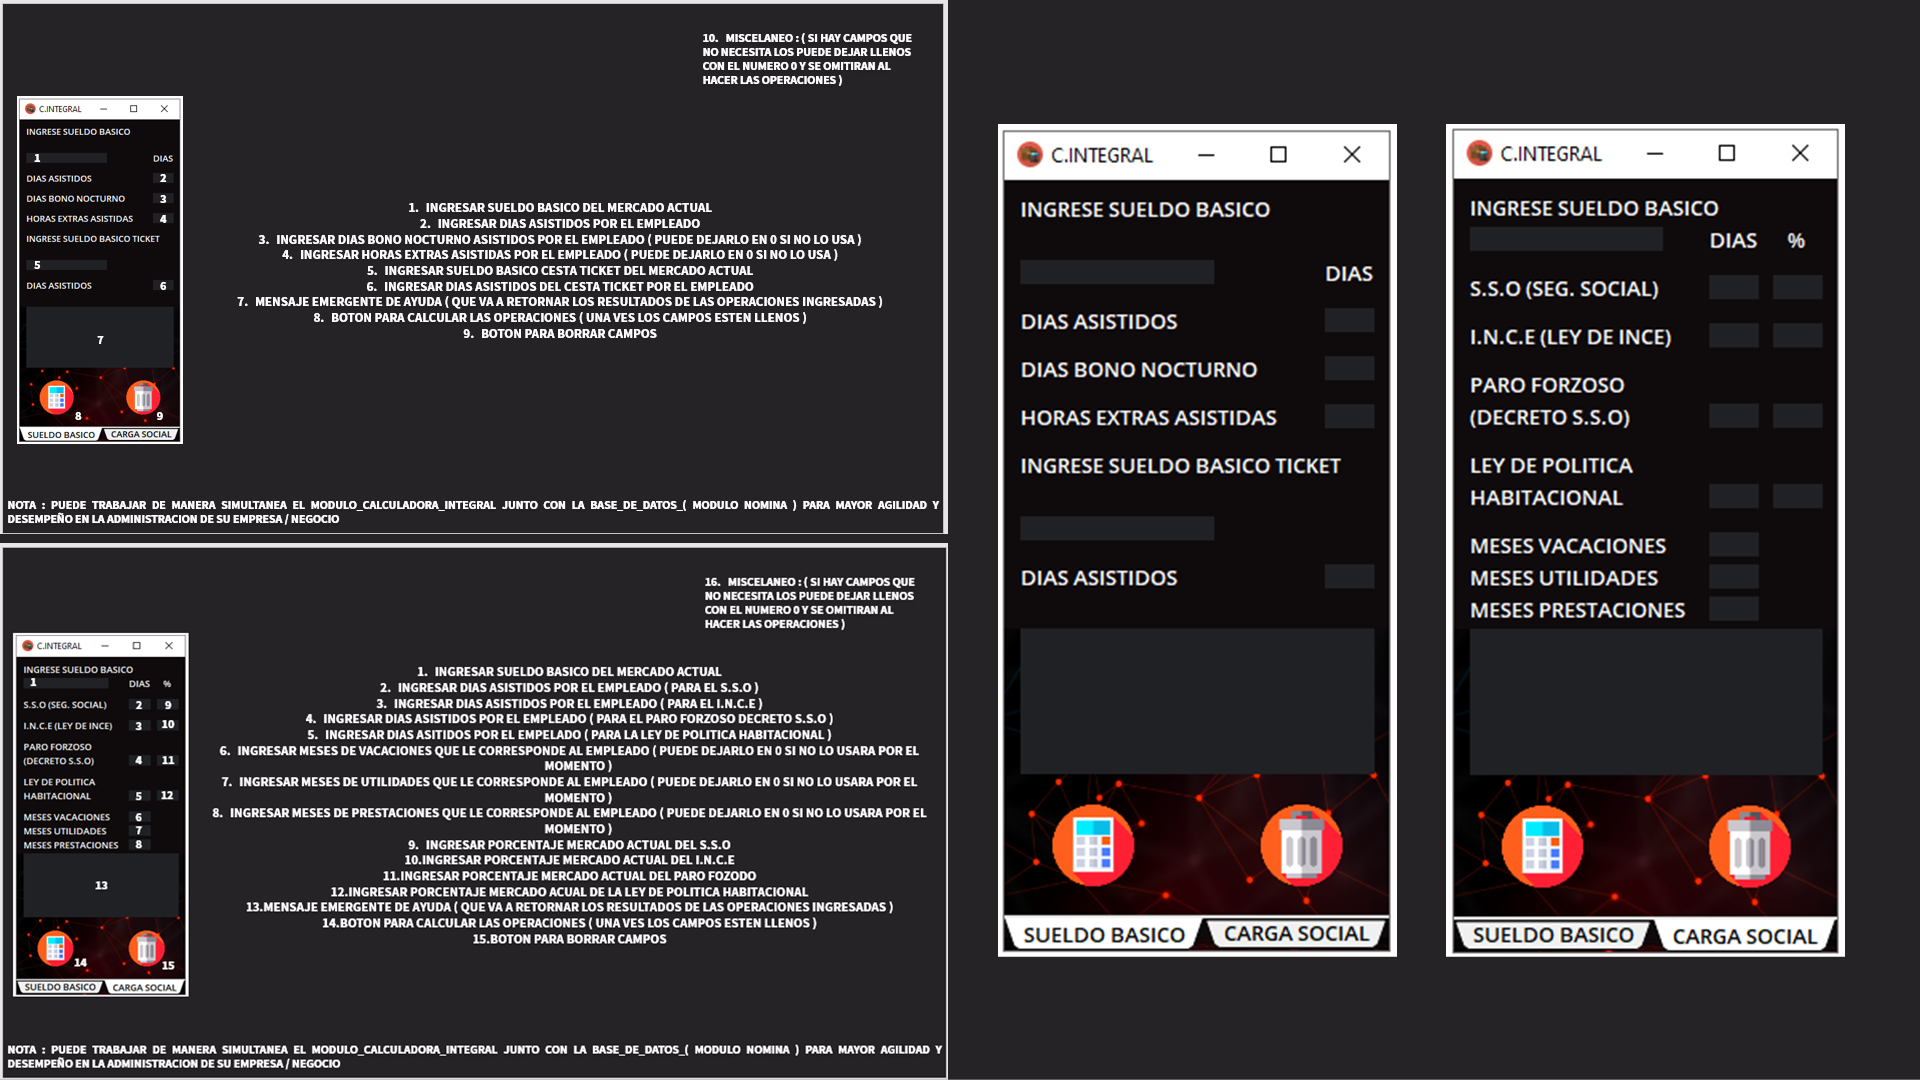 10. MISCELANEO : ( SI HAY CAMPOS QUE
NO NECESITA LOS PUEDE DEJAR LLENOS
CON EL NUMERO 0 Y SE OMITIRAN AL
HACER LAS OPERACIONES )
C.INTEGRAL
INGRESE SUELDO BASICO
1
DIAS
DIAS ASISTIDOS 2
DIAS BONO NOCTURNO 3
HORAS EXTRAS ASISTIDAS 4
INGRESE SUELDO BASICO TICKET
5
DIAS ASISTIDOS 6
7
8 9
SUELDO BASICO CARGA SOCIAL
1. INGRESAR SUELDO BASICO DEL MERCADO ACTUAL
2. INGRESAR DIAS ASISTIDOS POR EL EMPLEADO
3. INGRESAR DIAS BONO NOCTURNO ASISTIDOS POR EL EMPLEADO ( PUEDE DEJARLO EN 0 SI NO LO USA )
4. INGRESAR HORAS EXTRAS ASISTIDAS POR EL EMPLEADO ( PUEDE DEJARLO EN 0 SI NO LO USA )
5. INGRESAR SUELDO BASICO CESTA TICKET DEL MERCADO ACTUAL
6. INGRESAR DIAS ASISTIDOS DEL CESTA TICKET POR EL EMPLEADO
7. MENSAJE EMERGENTE DE AYUDA ( QUE VA A RETORNAR LOS RESULTADOS DE LAS OPERACIONES INGRESADAS )
8. BOTON PARA CALCULAR LAS OPERACIONES ( UNA VES LOS CAMPOS ESTEN LLENOS )
9. BOTON PARA BORRAR CAMPOS
NOTA : PUEDE TRABAJAR DE MANERA SIMULTANEA EL MODULO_CALCULADORA_INTEGRAL JUNTO CON LA BASE_DE_DATOS_( MODULO NOMINA ) PARA MAYOR AGILIDAD Y
DESEMPEÑO EN LA ADMINISTRACION DE SU EMPRESA / NEGOCIO
16. MISCELANEO : ( SI HAY CAMPOS QUE
NO NECESITA LOS PUEDE DEJAR LLENOS
CON EL NUMERO 0 Y SE OMITIRAN AL
HACER LAS OPERACIONES )
C.INTEGRAL
INGRESE SUELDO BASICO
1 DIAS %
S.S.O (SEG. SOCIAL) 2 9
I.N.C.E (LEY DE INCE) 3 10
PARO FORZOSO
(DECRETO S.S.O) 4 11
LEY DE POLITICA
HABITACIONAL 5 12
MESES VACACIONES 6
MESES UTILIDADES 7
MESES PRESTACIONES 8
13
14 15
SUELDO BASICO CARGA SOCIAL
1. INGRESAR SUELDO BASICO DEL MERCADO ACTUAL
2. INGRESAR DIAS ASISTIDOS POR EL EMPLEADO ( PARA EL S.S.O )
3. INGRESAR DIAS ASISTIDOS POR EL EMPLEADO ( PARA EL I.N.C.E )
4. INGRESAR DIAS ASISTIDOS POR EL EMPLEADO ( PARA EL PARO FORZOSO DECRETO S.S.O )
5. INGRESAR DIAS ASITIDOS POR EL EMPELADO ( PARA LA LEY DE POLITICA HABITACIONAL )
6. INGRESAR MESES DE VACACIONES QUE LE CORRESPONDE AL EMPLEADO ( PUEDE DEJARLO EN 0 SI NO LO USARA POR EL
MOMENTO )
7. INGRESAR MESES DE UTILIDADES QUE LE CORRESPONDE AL EMPLEADO ( PUEDE DEJARLO EN 0 SI NO LO USARA POR EL
MOMENTO )
8. INGRESAR MESES DE PRESTACIONES QUE LE CORRESPONDE AL EMPLEADO ( PUEDE DEJARLO EN 0 SI NO LO USARA POR EL
MOMENTO )
9. INGRESAR PORCENTAJE MERCADO ACTUAL DEL S.S.O
10.INGRESAR PORCENTAJE MERCADO ACTUAL DEL I.N.C.E
11.INGRESAR PORCENTAJE MERCADO ACTUAL DEL PARO FOZODO
12.INGRESAR PORCENTAJE MERCADO ACUAL DE LA LEY DE POLITICA HABITACIONAL
13.MENSAJE EMERGENTE DE AYUDA ( QUE VA A RETORNAR LOS RESULTADOS DE LAS OPERACIONES INGRESADAS )
14.BOTON PARA CALCULAR LAS OPERACIONES ( UNA VES LOS CAMPOS ESTEN LLENOS )
15.BOTON PARA BORRAR CAMPOS
NOTA : PUEDE TRABAJAR DE MANERA SIMULTANEA EL MODULO_CALCULADORA_INTEGRAL JUNTO CON LA BASE_DE_DATOS_( MODULO NOMINA ) PARA MAYOR AGILIDAD Y
DESEMPEÑO EN LA ADMINISTRACION DE SU EMPRESA / NEGOCIO
C.INTEGRAL
INGRESE SUELDO BASICO
DIAS
DIAS ASISTIDOS
DIAS BONO NOCTURNO
HORAS EXTRAS ASISTIDAS
INGRESE SUELDO BASICO TICKET
DIAS ASISTIDOS
SUELDO BASICO CARGA SOCIAL
C.INTEGRAL
INGRESE SUELDO BASICO
DIAS %
S.S.O (SEG. SOCIAL)
I.N.C.E (LEY DE INCE)
PARO FORZOSO
(DECRETO S.S.O)
LEY DE POLITICA
HABITACIONAL
MESES VACACIONES
MESES UTILIDADES
MESES PRESTACIONES
SUELDO BASICO CARGA SOCIAL